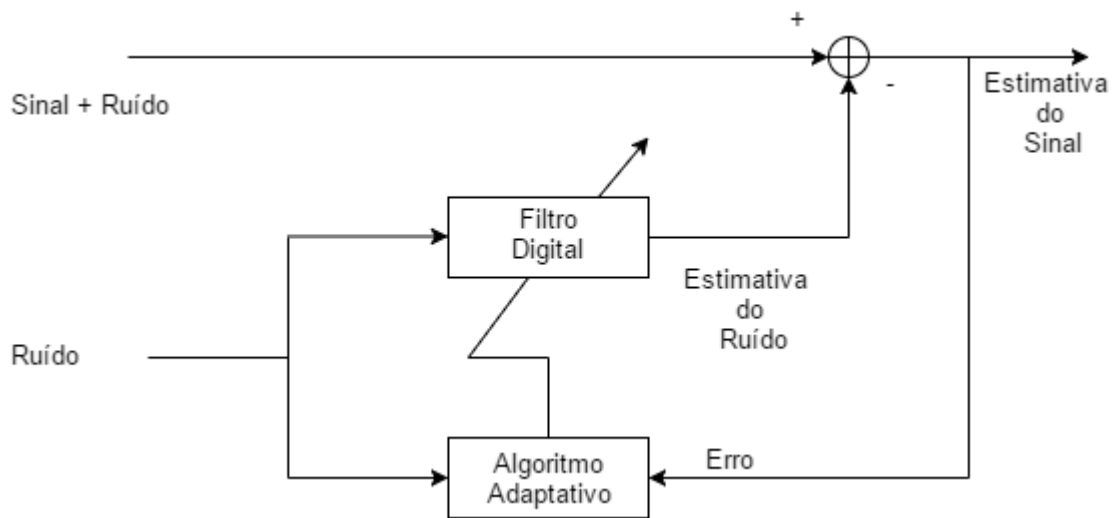 +
-
Sinal + Ruído
Estimativa
do
Sinal
Filtro
Digital
Estimativa
do
Ruído
Ruído
Algoritmo
Adaptativo
Erro